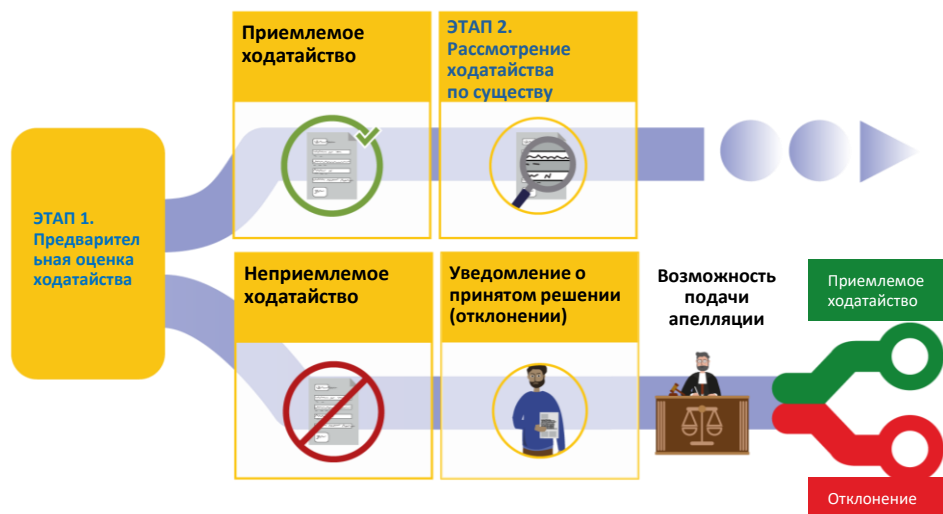 ЭТАП 1.
Предварител
ьная оценка
ходатайства
Приемлемое
ходатайство
ЭТАП 2.
Рассмотрение
ходатайства
по существу
Неприемлемое
ходатайство
Уведомление о
принятом решении
(отклонении)
Возможность
подачи
апелляции
Приемлемое
ходатайство
Отклонение